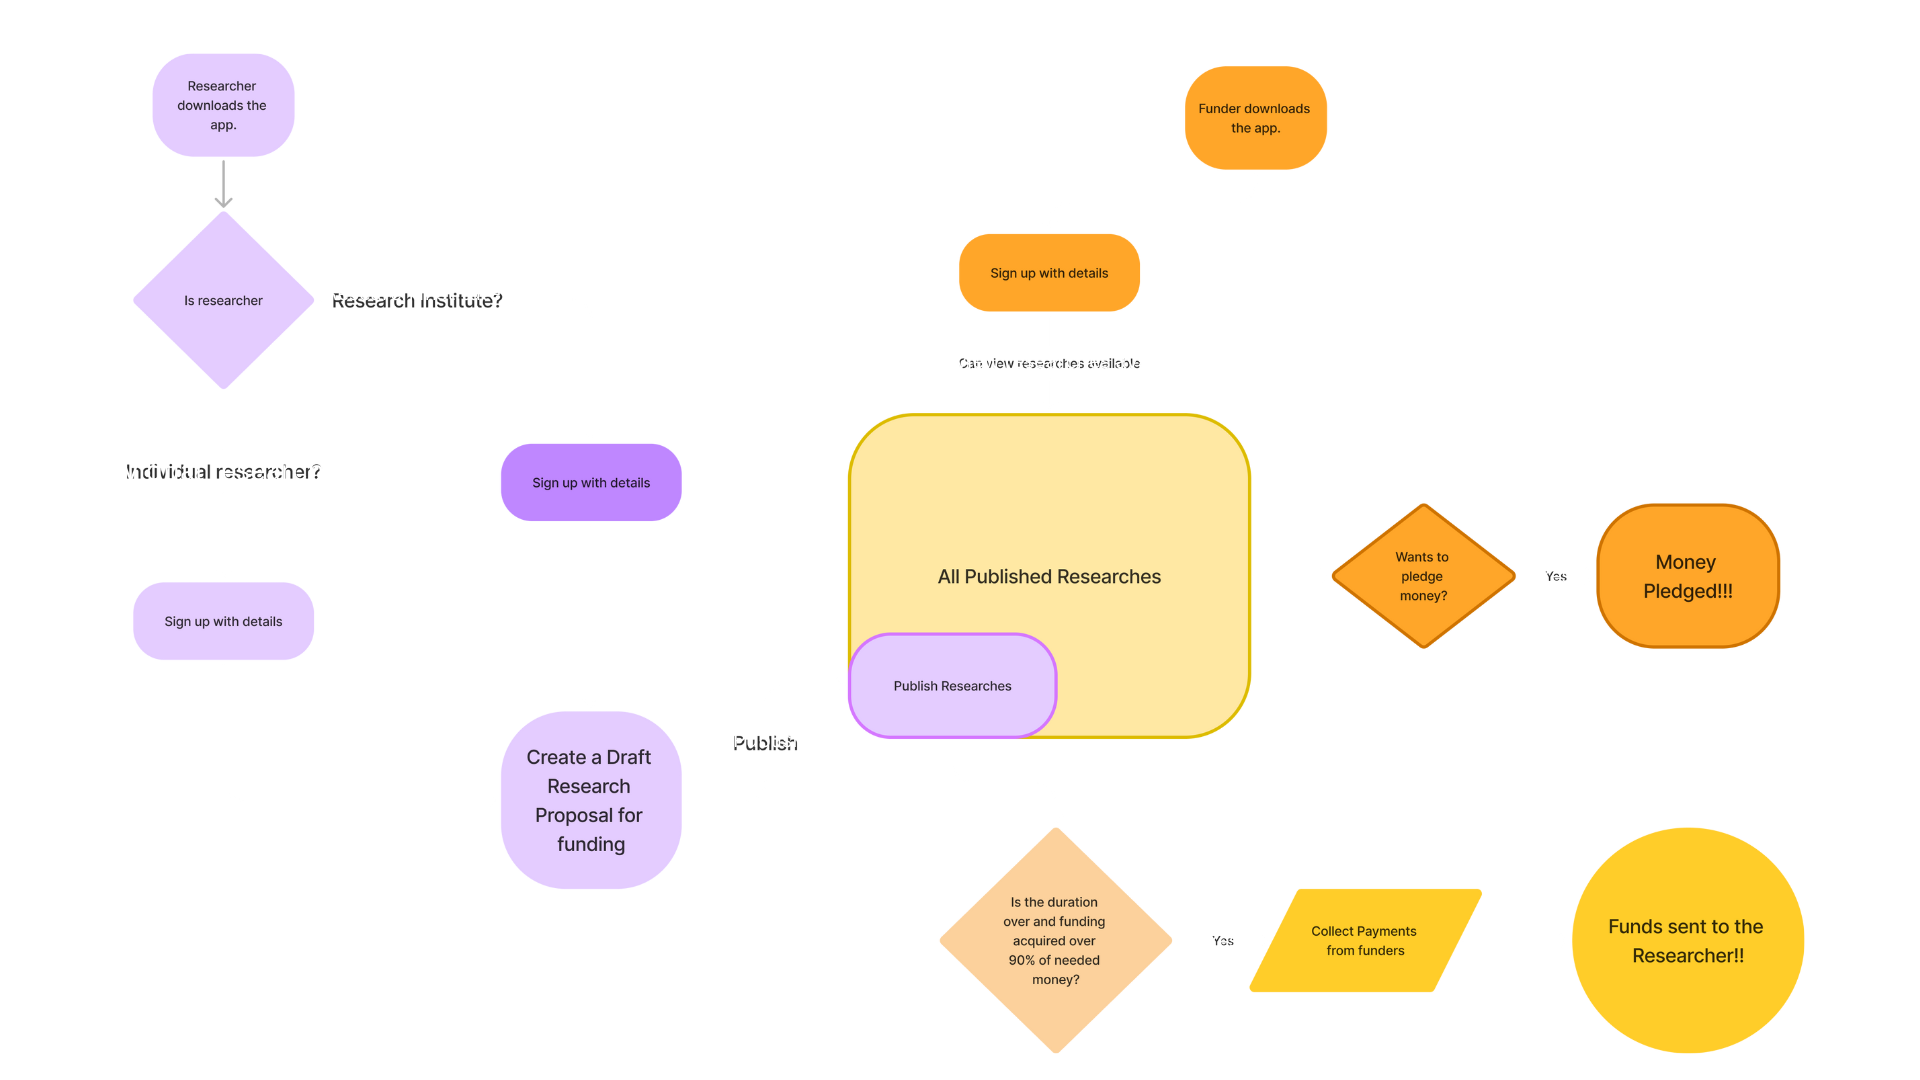 Researcher
downloads the
app.
Funder downloads
the app.
Sign up with details
Is researcher
Research Institute?
Can view researches available
Individual researcher?
Sign up with details
All Published Researches
Wants to
pledge
money?
Yes
Money
Pledged!!!
Sign up with details
Publish Researches
Publish
Create a Draft
Research
Proposal for
funding
Is the duration
over and funding
acquired over
90% of needed
money?
Yes
Collect Payments
from funders
Funds sent to the
Researcher!!